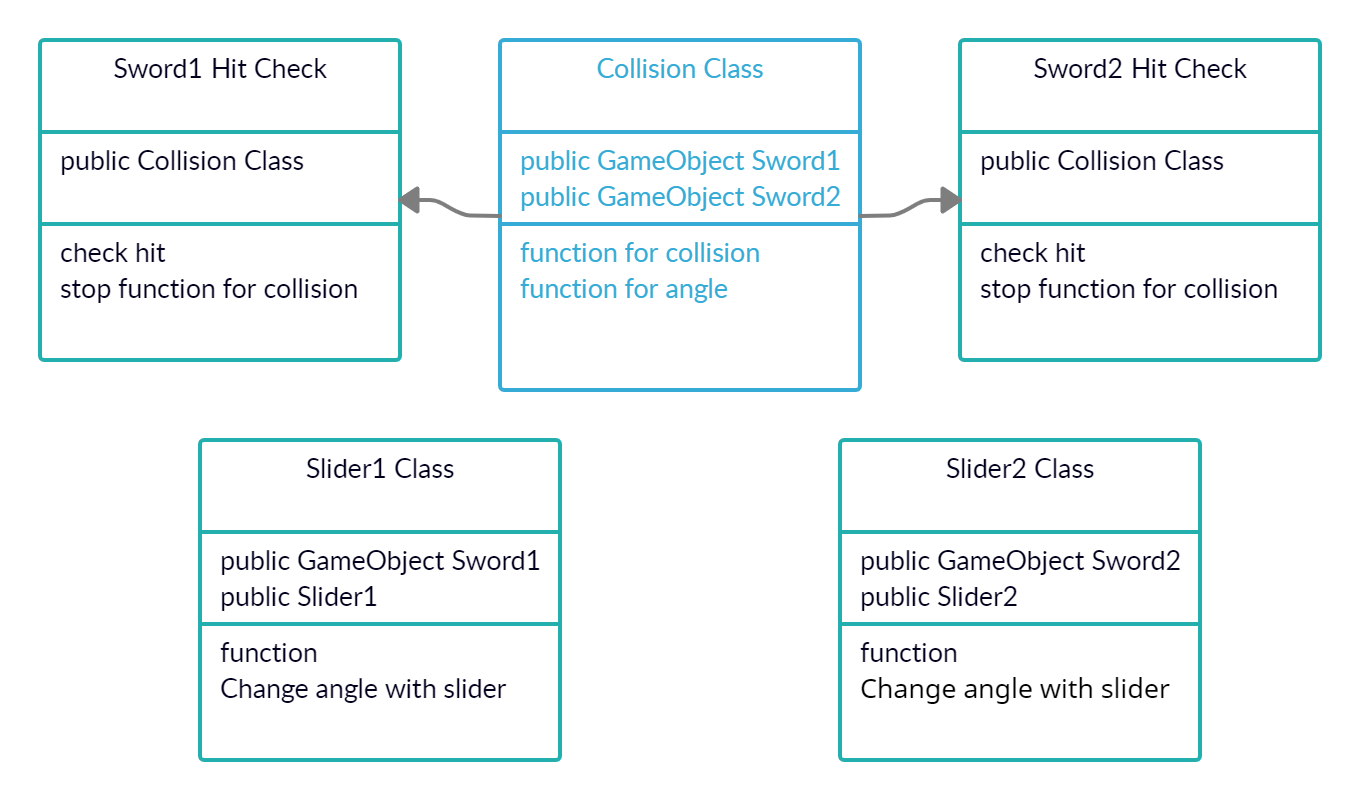 Sword1 Hit Check
public Collision Class
check hit
stop function for collision
Collision Class
public GameObject Sword1
public GameObject Sword2
function for collision
function for angle
Sword2 Hit Check
public Collision Class
check hit
stop function for collision
Slider1 Class
public GameObject Sword1
public Slider1
function
Change angle with slider
Slider2 Class
public GameObject Sword2
public Slider2
function
Change angle with slider